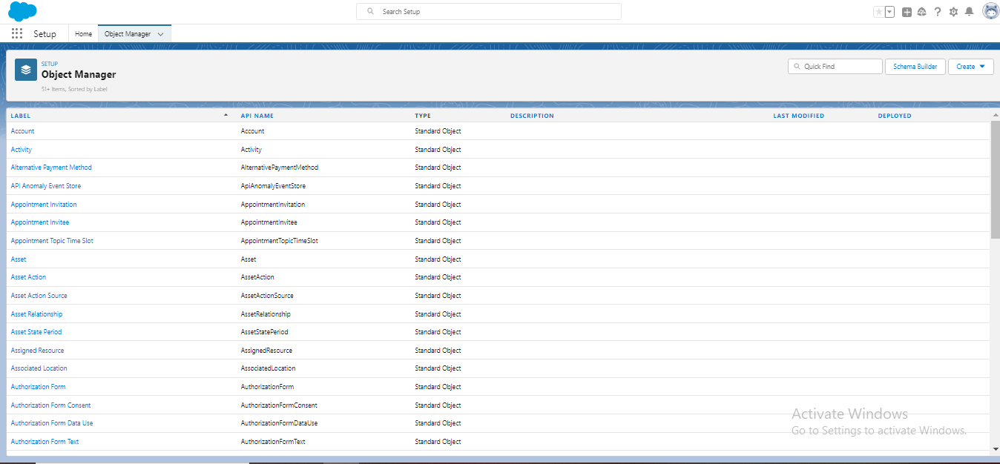 Search Setup
Setup Home Object Manager
SETUP
Object Manager
51+ Items, Sorted by Label
Quick Find Schema Builder Create
LABEL API NAME TYPE DESCRIPTION LAST MODIFIED DEPLOYED
Account Account Standard Object
Activity Activity Standard Object
Alternative Payment Method AlternativePaymentMethod Standard Object
API Anomaly Event Store ApiAnomalyEventStore Standard Object
Appointment Invitation AppointmentInvitation Standard Object
Appointment Invitee AppointmentInvitee Standard Object
Appointment Topic Time Slot AppointmentTopicTimeSlot Standard Object
Asset Asset Standard Object
Asset Action AssetAction Standard Object
Asset Action Source AssetActionSource Standard Object
Asset Relationship AssetRelationship Standard Object
Asset State Period AssetStatePeriod Standard Object
Assigned Resource AssignedResource Standard Object
Associated Location AssociatedLocation Standard Object
Authorization Form AuthorizationForm Standard Object
Authorization Form Consent AuthorizationFormConsent Standard Object
Authorization Form Data Use AuthorizationFormDataUse Standard Object
Authorization Form Text AuthorizationFormText Standard Object
Activate Windows
Go to Settings to activate Windows.